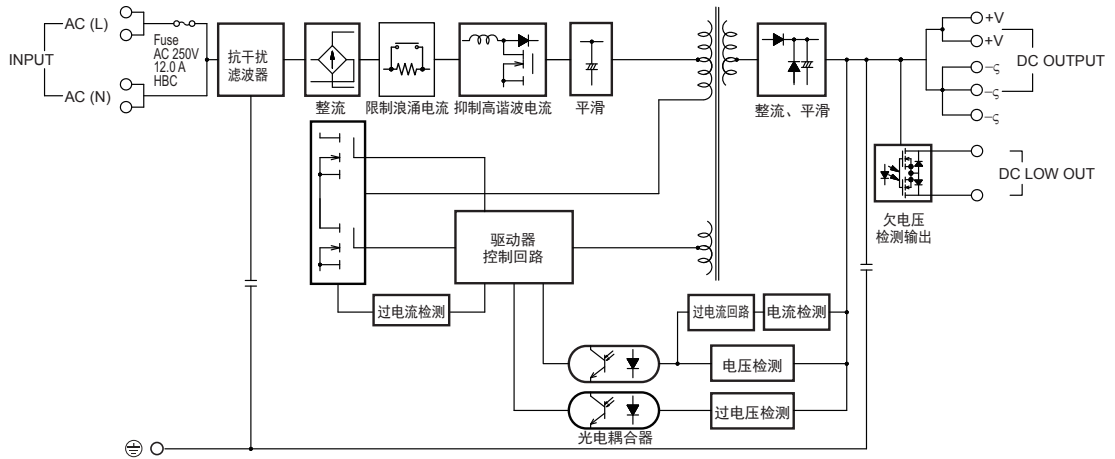 INPUT
AC (L)
AC (N)
Fuse
AC 250V
12.0 A
HBC
抗干扰
滤波器
整流
限制浪涌电流
抑制高谐波电流
平滑
整流、平滑
+V
+V
DC OUTPUT
–ς
–ς
–ς
DC LOW OUT
欠电压
检测输出
驱动器
控制回路
过电流检测
过电流回路
电流检测
电压检测
过电压检测
光电耦合器